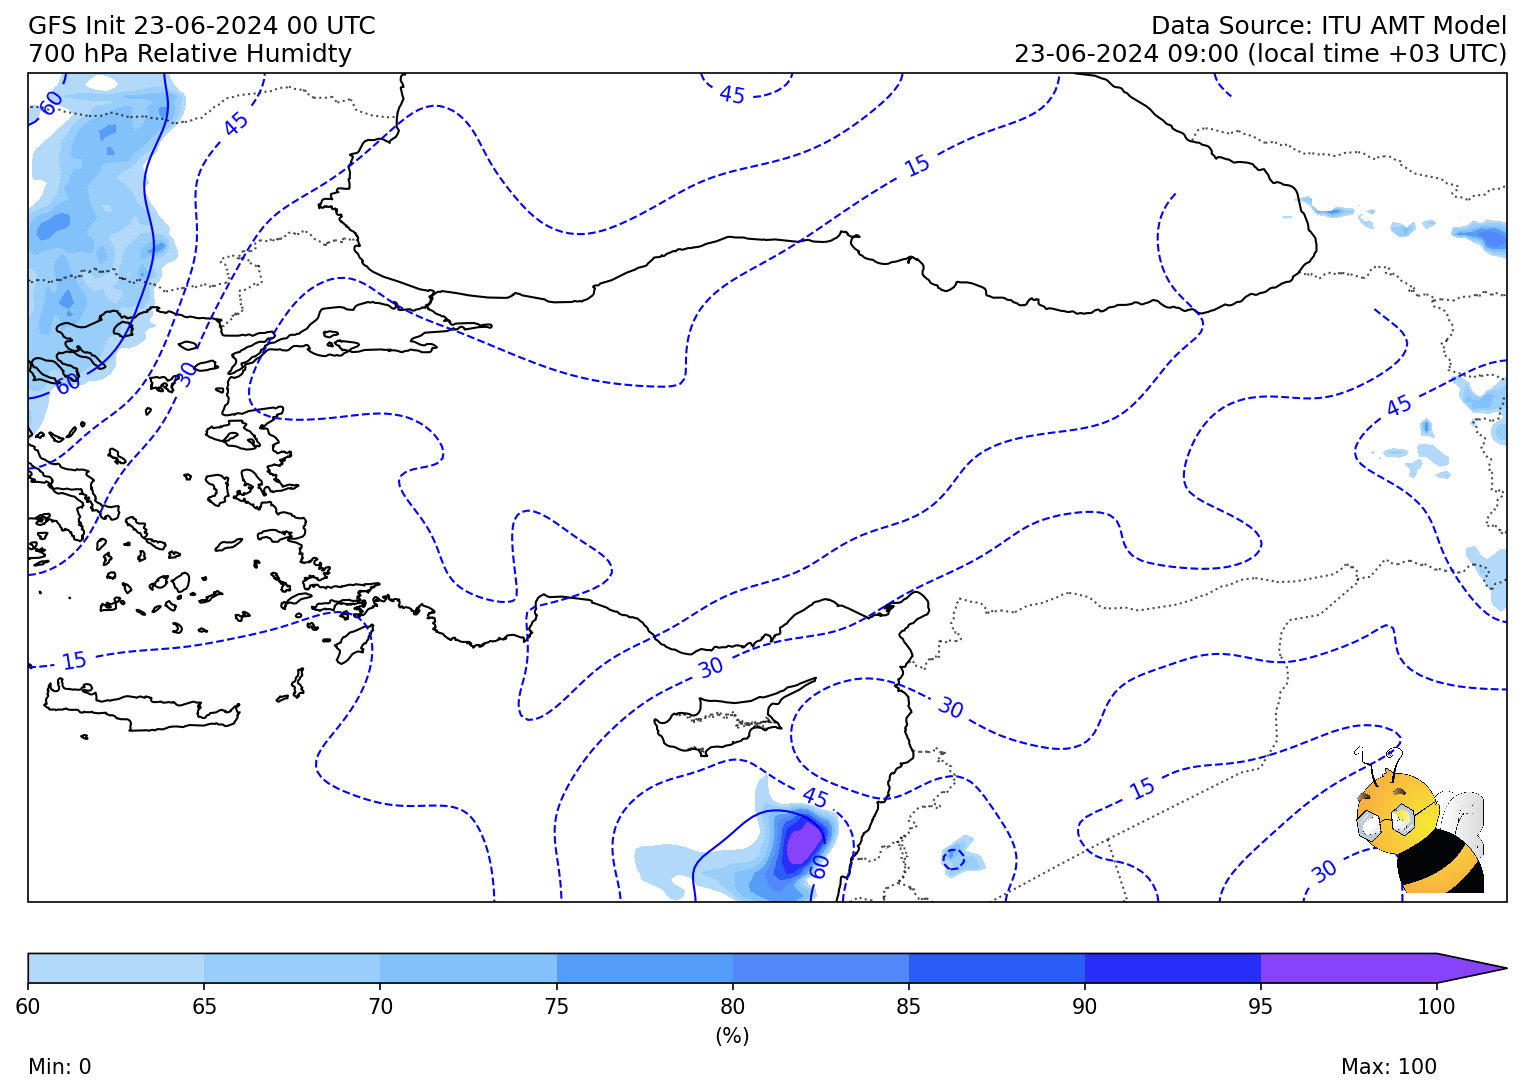 GFS Init 23-06-2024 00 UTC
Data Source: ITU AMT Model
700 hPa Relative Humidty
23-06-2024 09:00 (local time +03 UTC)
60
45
45
15
30
60
45
15
30
30
45
15
60
30
60 65 70 75 80 85 90 95 100
(%)
Min: 0
Max: 100